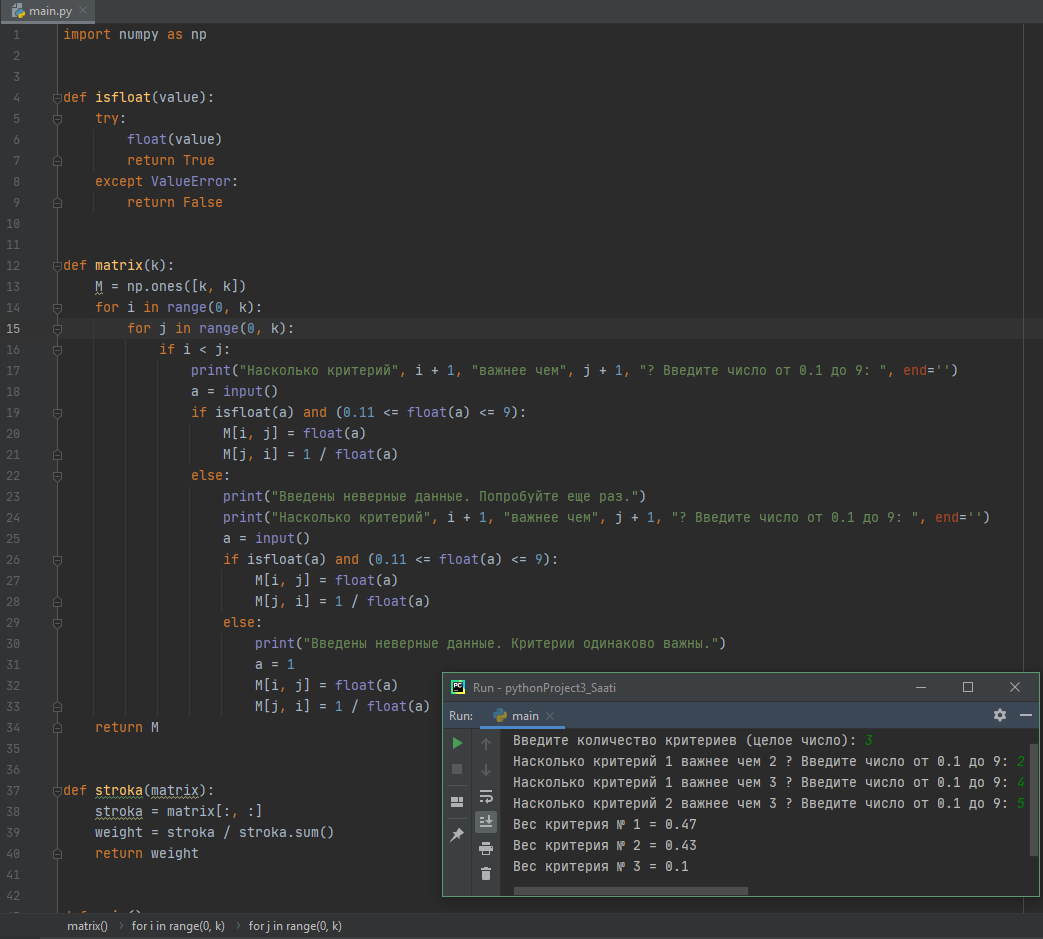 main.py
1 import numpy as np
2
3
4 def isfloat(value):
5 try:
6 float(value)
7 return True
8 except ValueError:
9 return False
10
11
12 def matrix(k):
13 M = np.ones([k, k])
14 for i in range(0, k):
15 for j in range(0, k):
16 if i < j:
17 print("Насколько критерий", i + 1, "важнее чем", j + 1, "? Введите число от 0.1 до 9: ", end='')
18 a = input()
19 if isfloat(a) and (0.11 <= float(a) <= 9):
20 M[i, j] = float(a)
21 M[j, i] = 1 / float(a)
22 else:
23 print("Введены неверные данные. Попробуйте еще раз.")
24 print("Насколько критерий", i + 1, "важнее чем", j + 1, "? Введите число от 0.1 до 9: ", end='')
25 a = input()
26 if isfloat(a) and (0.11 <= float(a) <= 9):
27 M[i, j] = float(a)
28 M[j, i] = 1 / float(a)
29 else:
30 print("Введены неверные данные. Критерии одинаково важны.")
31 a = 1
32 M[i, j] = float(a)
33 M[j, i] = 1 / float(a)
34 return M
35
36
37 def stroka(matrix):
38 stroka = matrix[:, :]
39 weight = stroka / stroka.sum()
40 return weight
41
42
Run - pythonProject3_Saati
Run: main
Введите количество критериев (целое число): 3
Насколько критерий 1 важнее чем 2 ? Введите число от 0.1 до 9: 2
Насколько критерий 1 важнее чем 3 ? Введите число от 0.1 до 9: 4
Насколько критерий 2 важнее чем 3 ? Введите число от 0.1 до 9: 5
Вес критерия № 1 = 0.47
Вес критерия № 2 = 0.43
Вес критерия № 3 = 0.1
matrix() › for i in range(0, k) › for j in range(0, k)